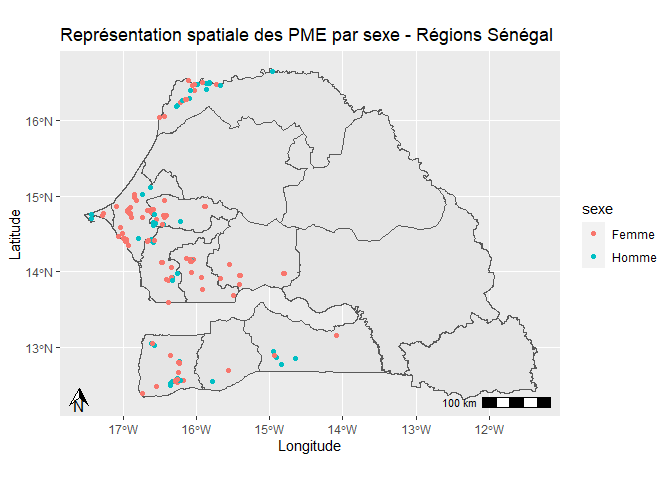 Représentation spatiale des PME par sexe - Régions Sénégal
16°N
15°N
14°N
13°N
Latitude
17°W 16°W 15°W 14°W 13°W 12°W
Longitude
N
100 km
sexe
Femme
Homme